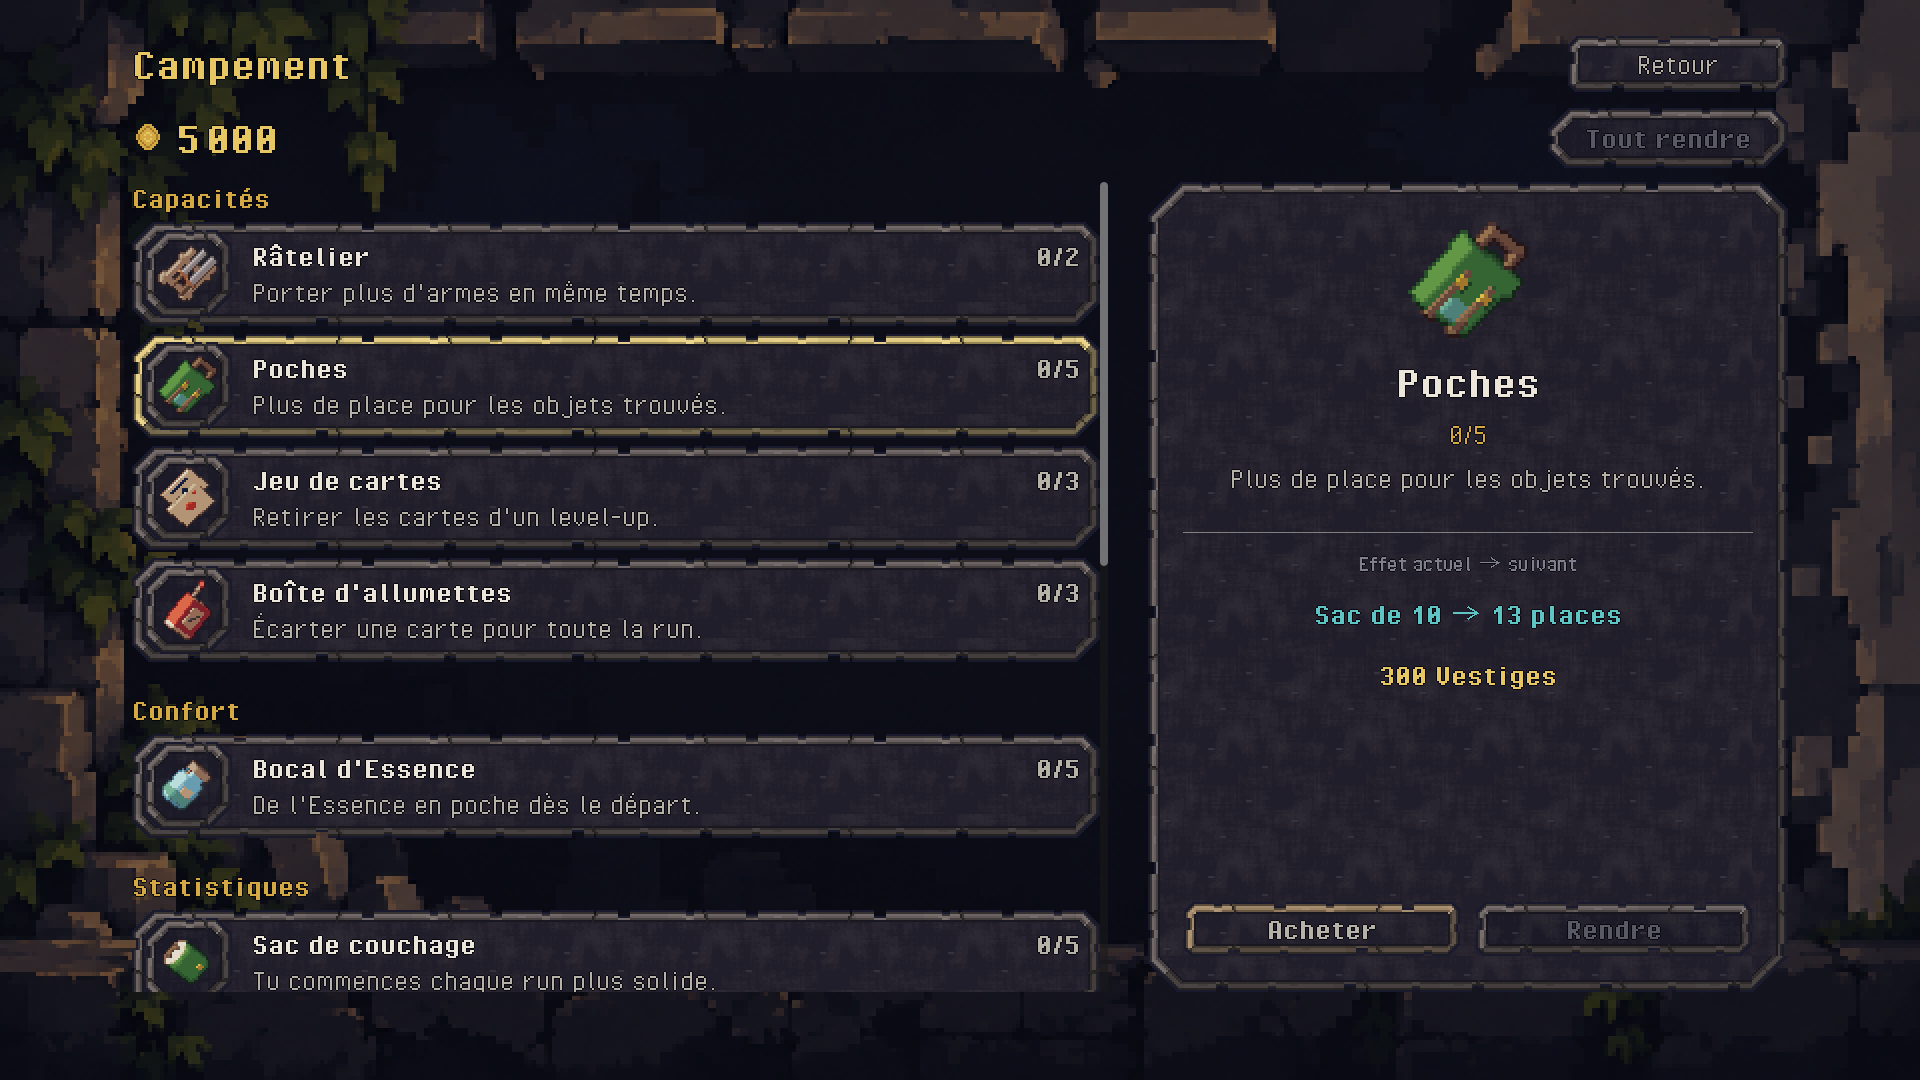 Campement
Retour
5 000
Tout rendre
Capacités
Râtelier
0/2
Porter plus d'armes en même temps.
Poches
0/5
Plus de place pour les objets trouvés.
Jeu de cartes
0/3
Retirer les cartes d'un level-up.
Boîte d'allumettes
0/3
Écarter une carte pour toute la run.
Confort
Bocal d'Essence
0/5
De l'Essence en poche dès le départ.
Statistiques
Sac de couchage
0/5
Tu commences chaque run plus solide.
Poches
0/5
Plus de place pour les objets trouvés.
Effet actuel → suivant
Sac de 10 → 13 places
300 Vestiges
Acheter
Rendre